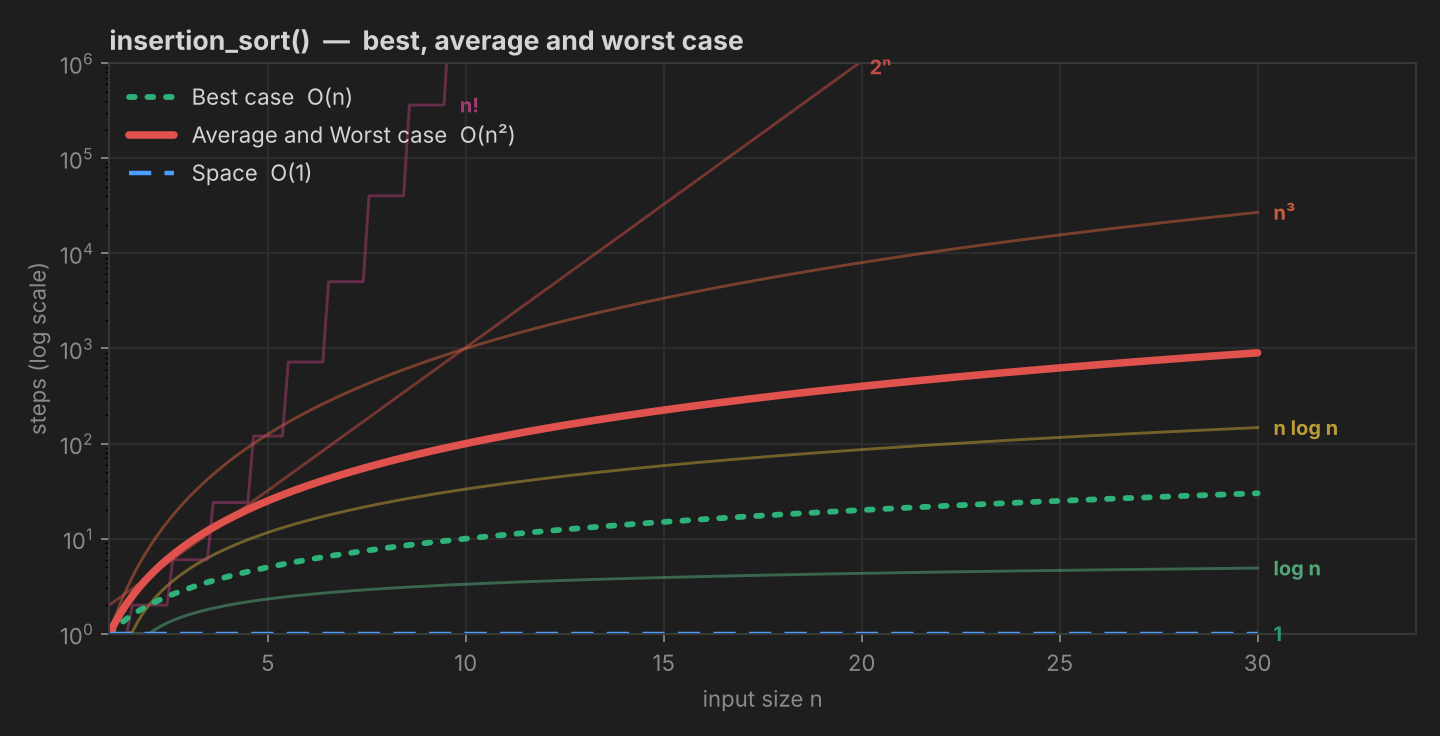 insertion_sort() — best, average and worst case
10⁶
10⁵
10⁴
10³
10²
10¹
10⁰
steps (log scale)
Best case O(n)
Average and Worst case O(n²)
Space O(1)
n!
2ⁿ
n³
n log n
log n
1
5 10 15 20 25 30
input size n